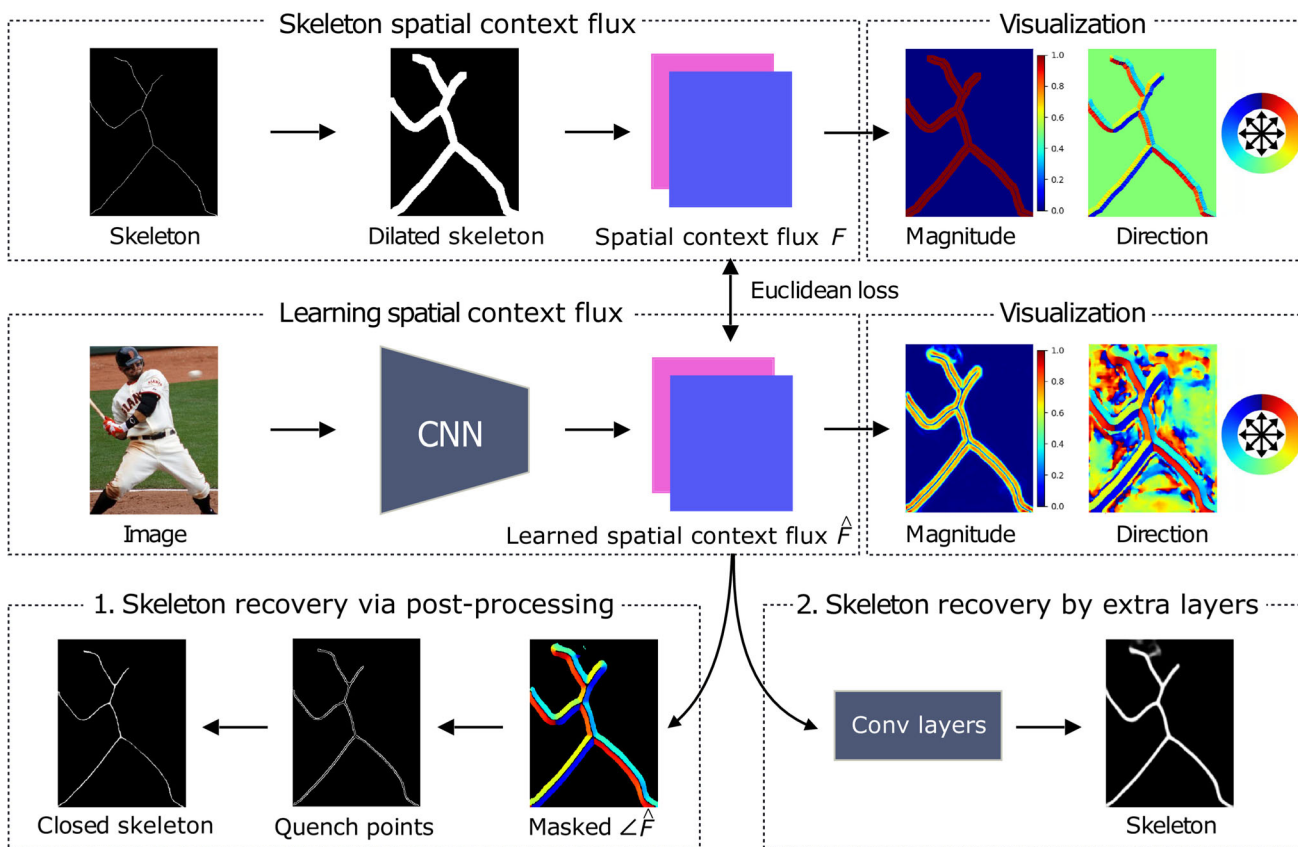 Skeleton spatial context flux
Visualization
Skeleton
Dilated skeleton
Spatial context flux F
1.0
0.8
0.6
0.4
0.2
0.0
Magnitude
Direction
Euclidean loss
Learning spatial context flux
Visualization
GIANTS
CNN
Image
Learned spatial context flux F̂
1.0
0.8
0.6
0.4
0.2
0.0
Magnitude
Direction
1. Skeleton recovery via post-processing
2. Skeleton recovery by extra layers
Conv layers
Closed skeleton
Quench points
Masked ∠F̂
Skeleton